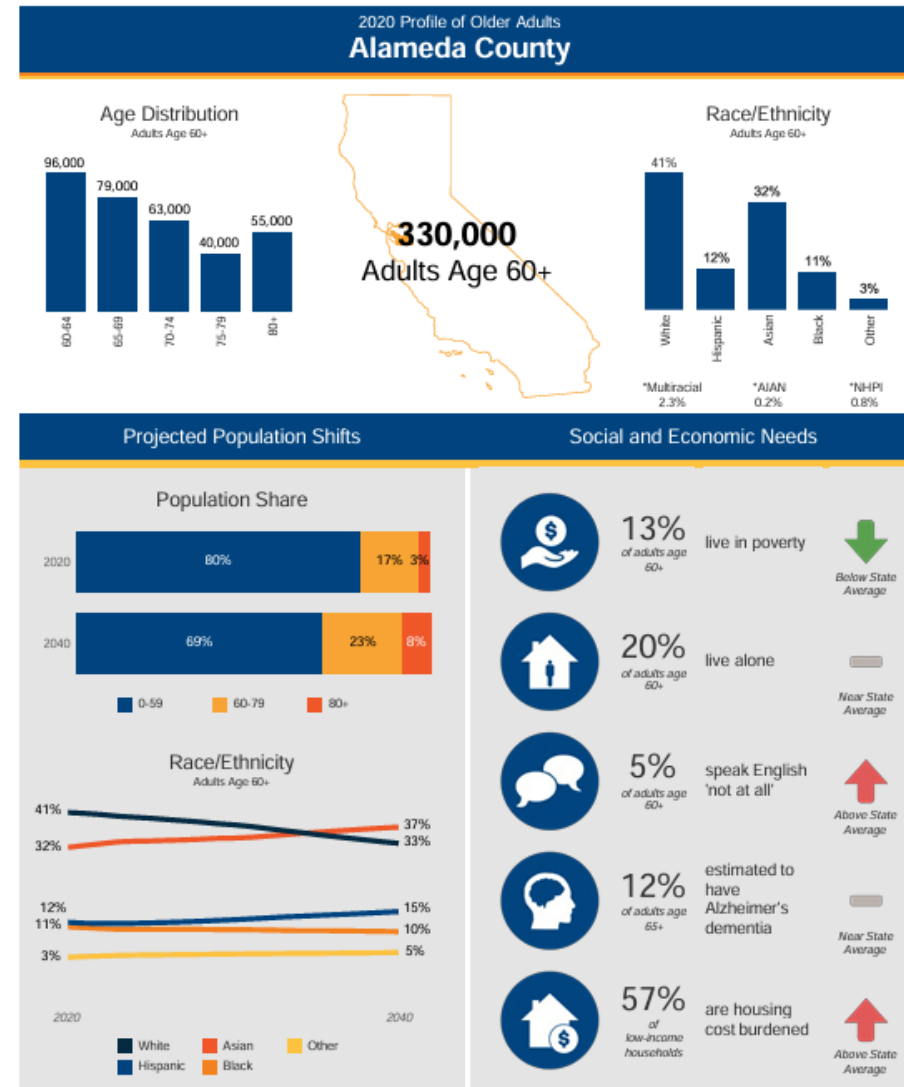 2020 Profile of Older Adults
Alameda County
Age Distribution
Adults Age 60+
96,000
79,000
63,000
40,000
55,000
60-64
65-69
70-74
75-79
80+
330,000
Adults Age 60+
Race/Ethnicity
Adults Age 60+
41%
12%
32%
11%
3%
White
Hispanic
Asian
Black
Other
*Multiracial
2.3%
*AIAN
0.2%
*NHPI
0.8%
Projected Population Shifts
Population Share
2020
80%
17%
3%
2040
69%
23%
8%
0-59
60-79
80+
Race/Ethnicity
Adults Age 60+
41%
32%
12%
11%
3%
37%
33%
15%
10%
5%
2020
2040
White
Asian
Other
Hispanic
Black
Social and Economic Needs
$
13%
of adults age
60+
live in poverty
Below State
Average
20%
of adults age
60+
live alone
Near State
Average
5%
of adults age
60+
speak English
'not at all'
Above State
Average
12%
of adults age
65+
estimated to
have
Alzheimer's
dementia
Near State
Average
$
57%
of
low-income
households
are housing
cost burdened
Above State
Average